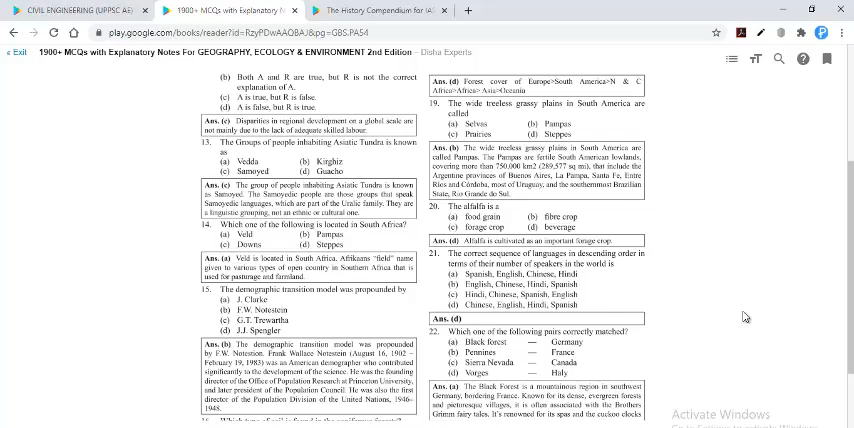 CIVIL ENGINEERING (UPPSC AE)
1900+ MCQs with Explanatory N
The History Compendium for IAS
play.google.com/books/reader?id=RzyPDwAAQBAJ&pg=GBS.PA54
« Exit 1900+ MCQs with Explanatory Notes For GEOGRAPHY, ECOLOGY & ENVIRONMENT 2nd Edition – Disha Experts
(b) Both A and R are true, but R is not the correct
explanation of A.
(c) A is true, but R is false.
(d) A is false, but R is true.
Ans. (c) Disparities in regional development on a global scale are
not mainly due to the lack of adequate skilled labour.
13. The Groups of people inhabiting Asiatic Tundra is known
as
(a) Vedda (b) Kirghiz
(c) Samoyed (d) Guacho
Ans. (c) The group of people inhabiting Asiatic Tundra is known
as Samoyed. The Samoyedic people are those groups that speak
Samoyedic languages, which are part of the Uralic family. They are
a linguistic grouping, not an ethnic or cultural one.
14. Which one of the following is located in South Africa?
(a) Veld (b) Pampas
(c) Downs (d) Steppes
Ans. (a) Veld is located in South Africa. Afrikaans "field" name
given to various types of open country in Southern Africa that is
used for pasturage and farmland.
15. The demographic transition model was propounded by
(a) J. Clarke
(b) F.W. Notestein
(c) G.T. Trewartha
(d) J.J. Spengler
Ans. (b) The demographic transition model was propounded
by F.W. Notestion. Frank Wallace Notestein (August 16, 1902 –
February 19, 1983) was an American demographer who contributed
significantly to the development of the science. He was the founding
director of the Office of Population Research at Princeton University,
and later president of the Population Council. He was also the first
director of the Population Division of the United Nations, 1946–
1948.
16. Which type of soil is found in the coniferous forests?
Ans. (d) Forest cover of Europe>South America>N & C
Africa>Africa> Asia>Oceania
19. The wide treeless grassy plains in South America are
called
(a) Selvas (b) Pampas
(c) Prairies (d) Steppes
Ans. (b) The wide treeless grassy plains in South America are
called Pampas. The Pampas are fertile South American lowlands,
covering more than 750,000 km2 (289,577 sq mi), that include the
Argentine provinces of Buenos Aires, La Pampa, Santa Fe, Entre
Ríos and Córdoba, most of Uruguay, and the southernmost Brazilian
State, Rio Grande do Sul.
20. The alfalfa is a
(a) food grain (b) fibre crop
(c) forage crop (d) beverage
Ans. (d) Alfalfa is cultivated as an important forage crop.
21. The correct sequence of languages in descending order in
terms of their number of speakers in the world is
(a) Spanish, English, Chinese, Hindi
(b) English, Chinese, Hindi, Spanish
(c) Hindi, Chinese, Spanish, English
(d) Chinese, English, Hindi, Spanish
Ans. (d)
22. Which one of the following pairs correctly matched?
(a) Black forest — Germany
(b) Pennines — France
(c) Sierra Nevada — Canada
(d) Vorges — Haly
Ans. (a) The Black Forest is a mountainous region in southwest
Germany, bordering France. Known for its dense, evergreen forests
and picturesque villages, it is often associated with the Brothers
Grimm fairy tales. It's renowned for its spas and the cuckoo clocks
Activate Windows